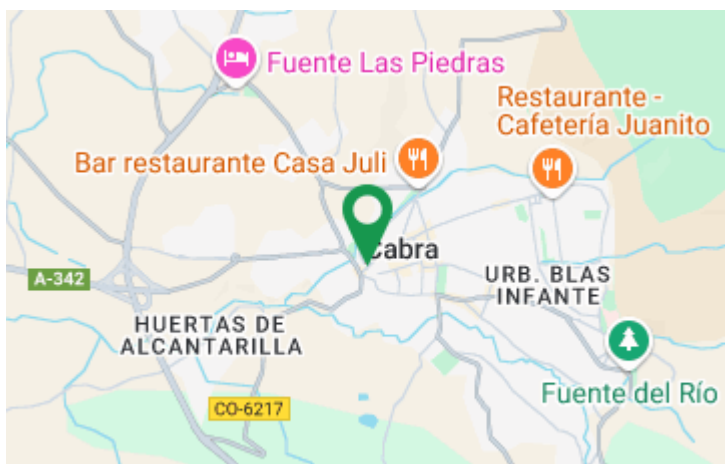 Fuente Las Piedras
Restaurante -
Cafetería Juanito
Bar restaurante Casa Juli
Cabra
A-342
URB. BLAS
INFANTE
HUERTAS DE
ALCANTARILLA
Fuente del Río
CO-6217